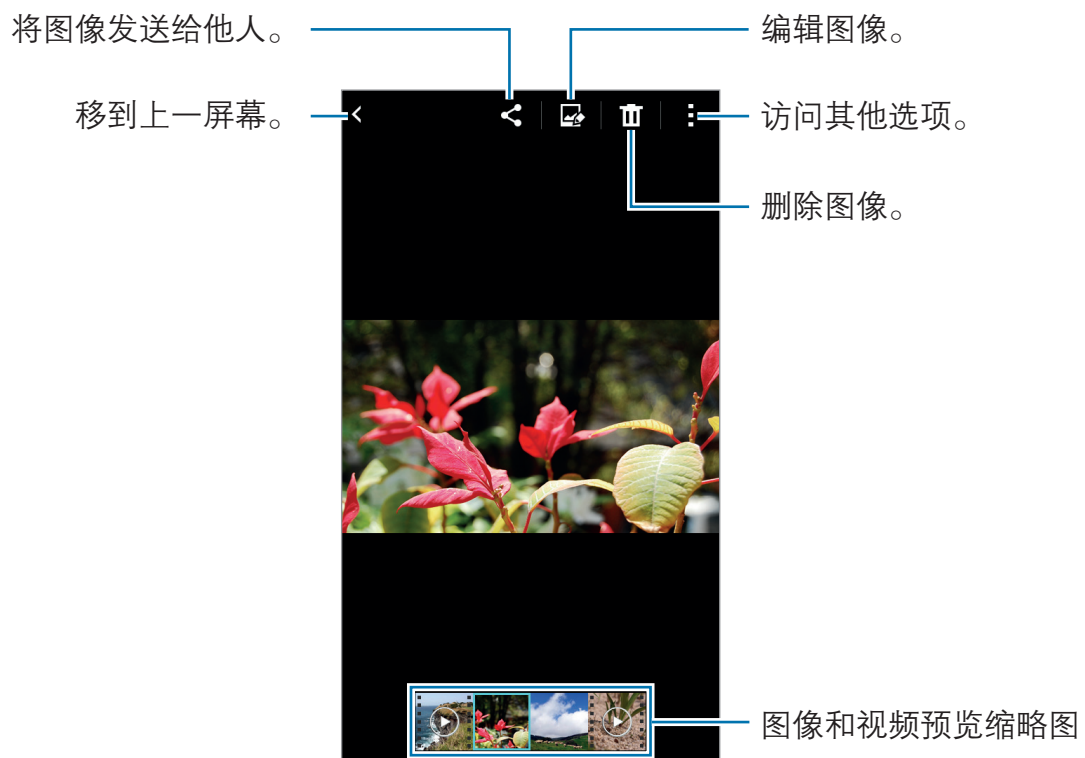 将图像发送给他人。
编辑图像。
移到上一屏幕。
访问其他选项。
删除图像。
图像和视频预览缩略图